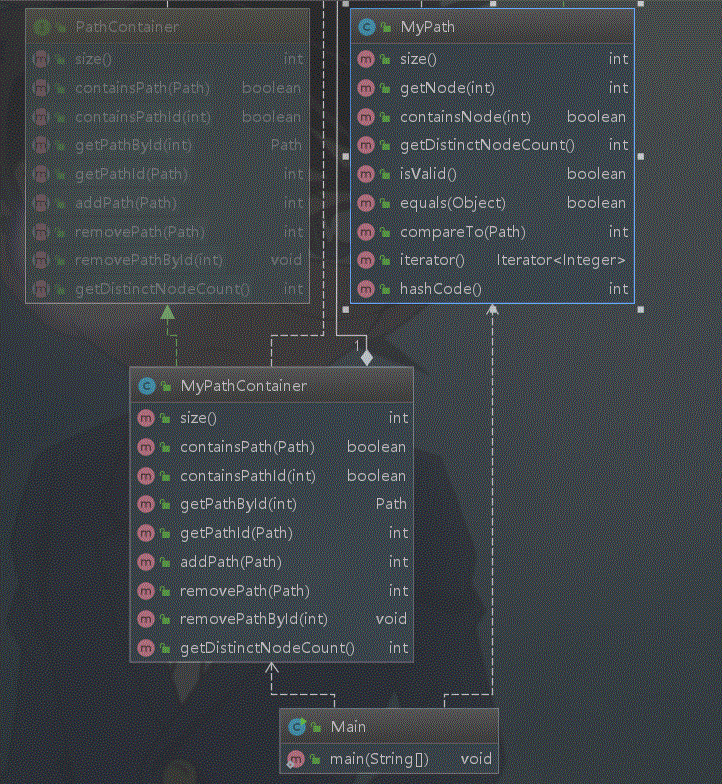 PathContainer
size() int
containsPath(Path) boolean
containsPathId(int) boolean
getPathById(int) Path
getPathId(Path) int
addPath(Path) int
removePath(Path) int
removePathById(int) void
getDistinctNodeCount() int
MyPath
size() int
getNode(int) int
containsNode(int) boolean
getDistinctNodeCount() int
isValid() boolean
equals(Object) boolean
compareTo(Path) int
iterator() Iterator<Integer>
hashCode() int
1
MyPathContainer
size() int
containsPath(Path) boolean
containsPathId(int) boolean
getPathById(int) Path
getPathId(Path) int
addPath(Path) int
removePath(Path) int
removePathById(int) void
getDistinctNodeCount() int
Main
main(String[]) void